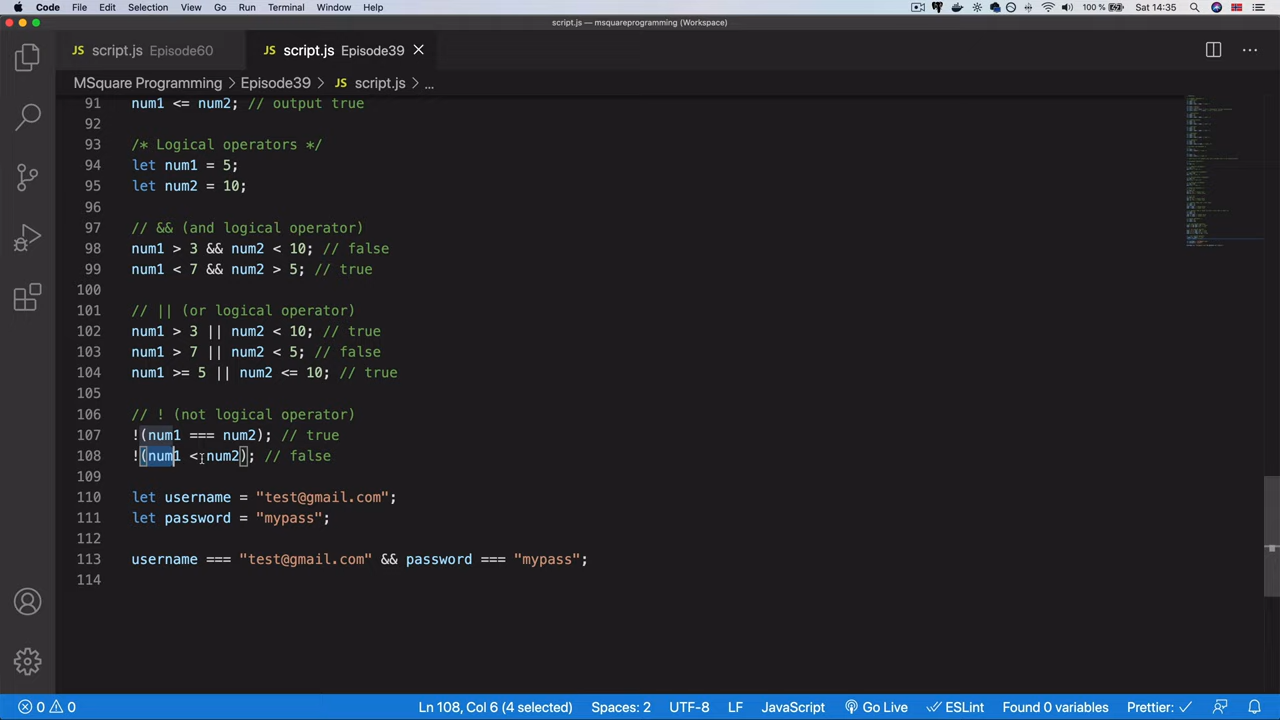 Code File Edit Selection View Go Run Terminal Window Help 100 % Sat 14:35
script.js — msquareprogramming (Workspace)
JS script.js Episode60 JS script.js Episode39
MSquare Programming > Episode39 > JS script.js > ...
91 num1 <= num2; // output true
92
93 /* Logical operators */
94 let num1 = 5;
95 let num2 = 10;
96
97 // && (and logical operator)
98 num1 > 3 && num2 < 10; // false
99 num1 < 7 && num2 > 5; // true
100
101 // || (or logical operator)
102 num1 > 3 || num2 < 10; // true
103 num1 > 7 || num2 < 5; // false
104 num1 >= 5 || num2 <= 10; // true
105
106 // ! (not logical operator)
107 !(num1 === num2); // true
108 !(num1 < num2); // false
109
110 let username = "test@gmail.com";
111 let password = "mypass";
112
113 username === "test@gmail.com" && password === "mypass";
114
0 0 Ln 108, Col 6 (4 selected) Spaces: 2 UTF-8 LF JavaScript Go Live ESLint Found 0 variables Prettier: ✓